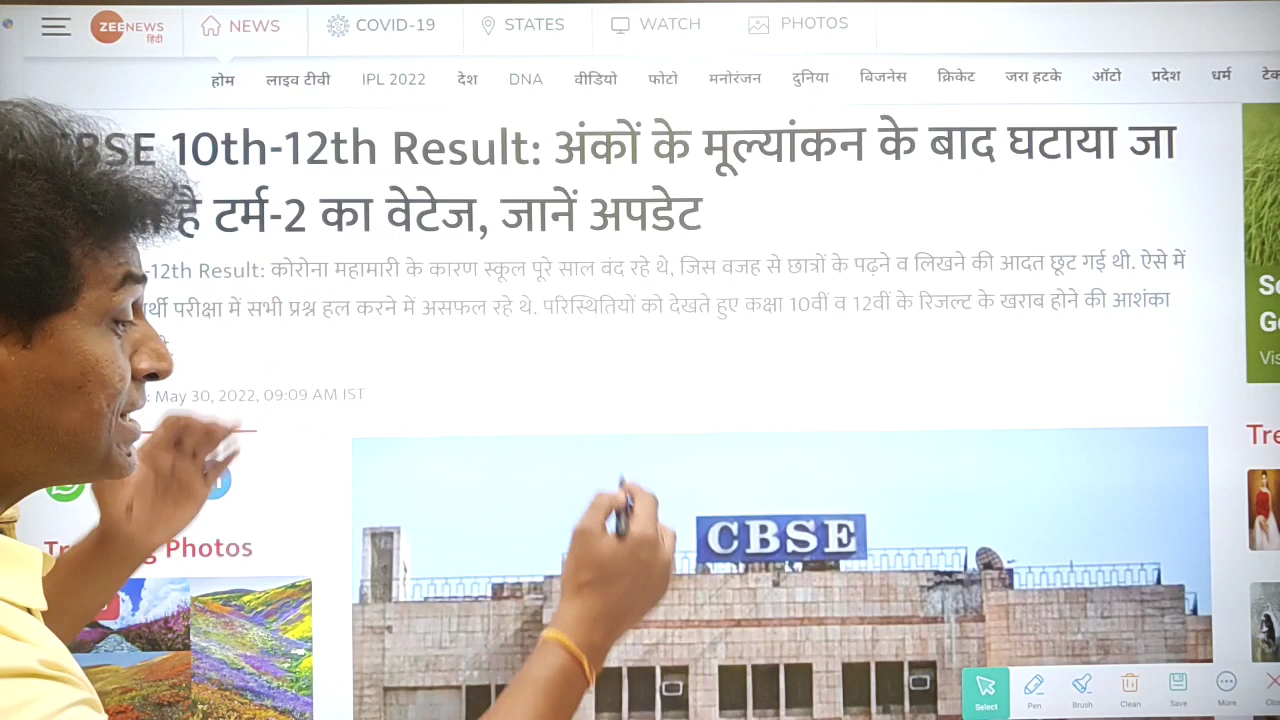 ZEENEWS
हिंदी
NEWS
COVID-19
STATES
WATCH
PHOTOS
होम लाइव टीवी IPL 2022 देश DNA वीडियो फोटो मनोरंजन दुनिया बिजनेस क्रिकेट जरा हटके ऑटो प्रदेश धर्म
BSE 10th-12th Result: अंकों के मूल्यांकन के बाद घटाया जा
है टर्म-2 का वेटेज, जानें अपडेट
-12th Result: कोरोना महामारी के कारण स्कूल पूरे साल बंद रहे थे, जिस वजह से छात्रों के पढ़ने व लिखने की आदत छूट गई थी. ऐसे में
परीक्षा में सभी प्रश्न हल करने में असफल रहे थे. परिस्थितियों को देखते हुए कक्षा 10वीं व 12वीं के रिजल्ट के खराब होने की आशंका
: May 30, 2022, 09:09 AM IST
Photos
CBSE
Select Pen Brush Clean Save More